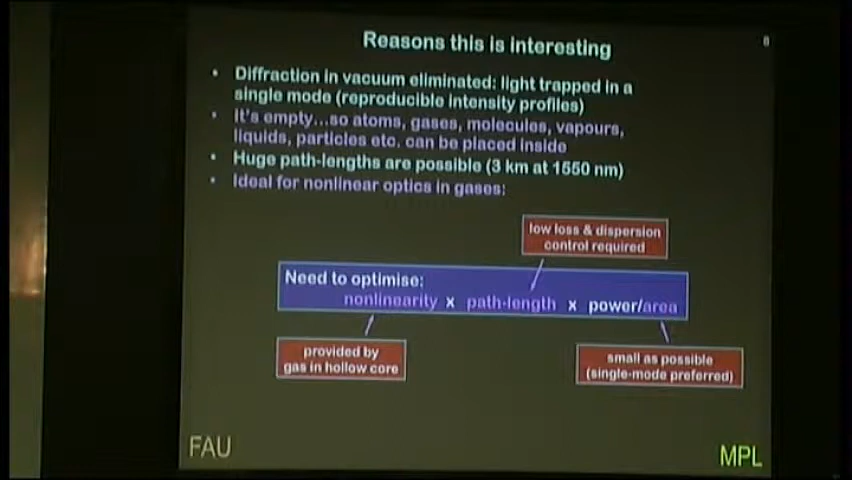 Reasons this is interesting
8
• Diffraction in vacuum eliminated: light trapped in a
single mode (reproducible intensity profiles)
• It's empty...so atoms, gases, molecules, vapours,
liquids, particles etc. can be placed inside
• Huge path-lengths are possible (3 km at 1550 nm)
• Ideal for nonlinear optics in gases:
low loss & dispersion
control required
Need to optimise:
nonlinearity x path-length x power/area
provided by
gas in hollow core
small as possible
(single-mode preferred)
FAU
MPL